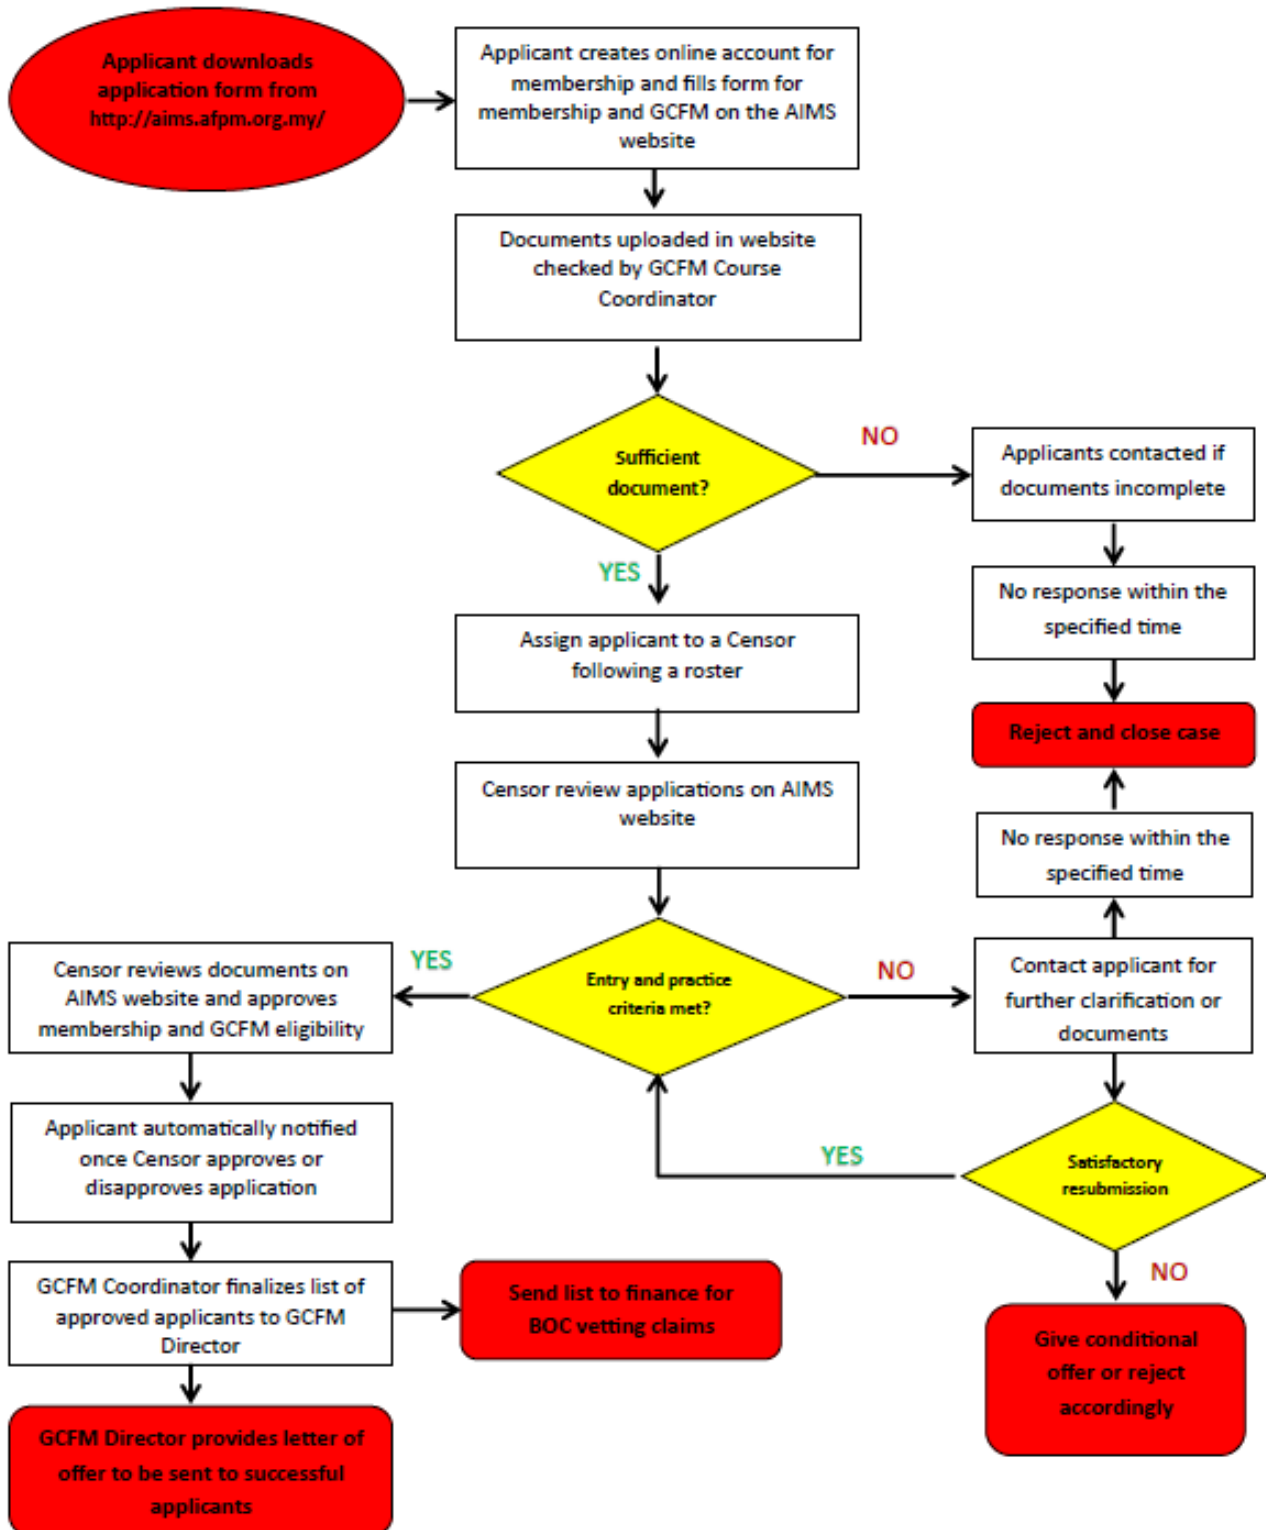 Applicant downloads
application form from
http://aims.afpm.org.my/
Applicant creates online account for
membership and fills form for
membership and GCFM on the AIMS
website
Documents uploaded in website
checked by GCFM Course
Coordinator
Sufficient
document?
NO
Applicants contacted if
documents incomplete
YES
No response within the
specified time
Assign applicant to a Censor
following a roster
Reject and close case
Censor review applications on AIMS
website
No response within the
specified time
Entry and practice
criteria met?
YES
NO
Censor reviews documents on
AIMS website and approves
membership and GCFM eligibility
Contact applicant for
further clarification or
documents
Applicant automatically notified
once Censor approves or
disapproves application
YES
Satisfactory
resubmission
NO
GCFM Coordinator finalizes list of
approved applicants to GCFM
Director
Send list to finance for
BOC vetting claims
Give conditional
offer or reject
accordingly
GCFM Director provides letter of
offer to be sent to successful
applicants